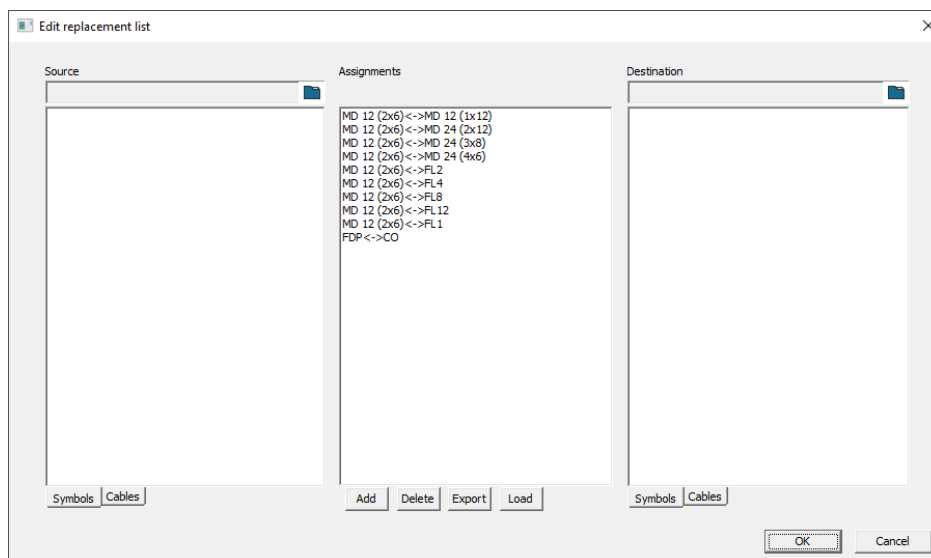 Edit replacement list
Source
Assignments
Destination
MD 12 (2x6)<->MD 12 (1x12)
MD 12 (2x6)<->MD 24 (2x12)
MD 12 (2x6)<->MD 24 (3x8)
MD 12 (2x6)<->MD 24 (4x6)
MD 12 (2x6)<->FL2
MD 12 (2x6)<->FL4
MD 12 (2x6)<->FL8
MD 12 (2x6)<->FL12
MD 12 (2x6)<->FL1
FDP<->CO
Symbols Cables
Add Delete Export Load
Symbols Cables
OK Cancel